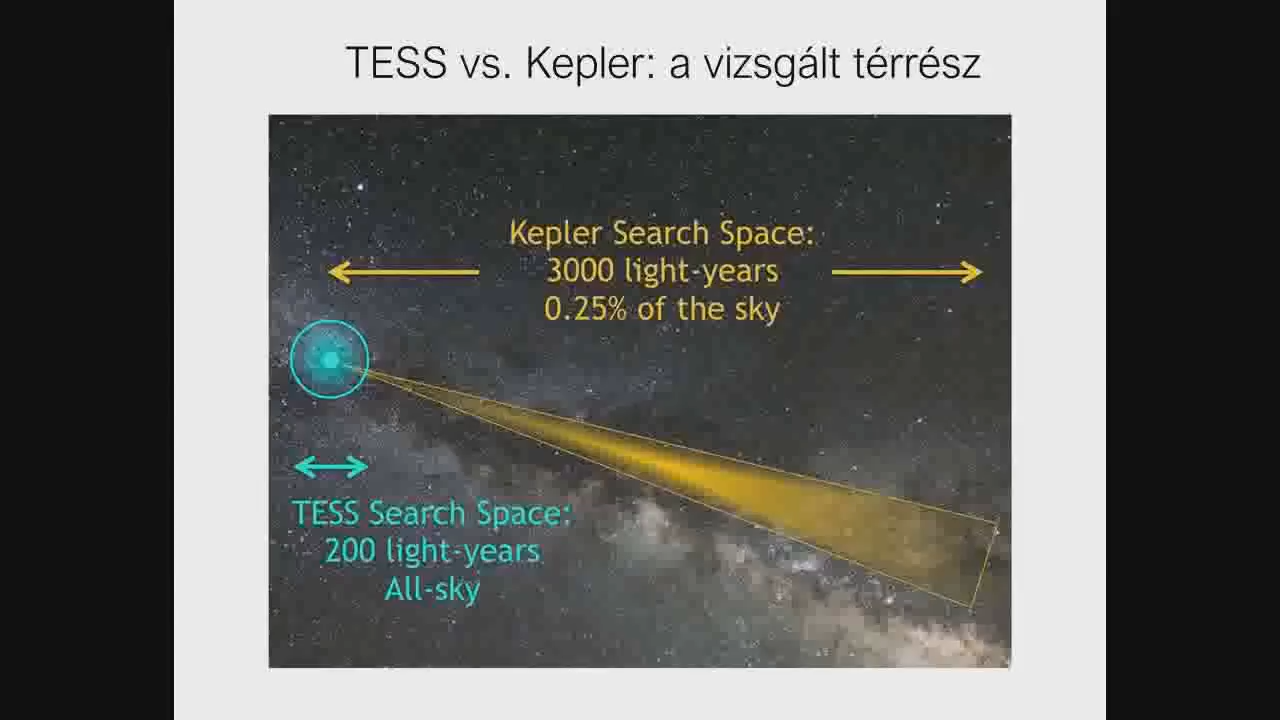 TESS vs. Kepler: a vizsgált térrész
Kepler Search Space:
3000 light-years
0.25% of the sky
TESS Search Space:
200 light-years
All-sky